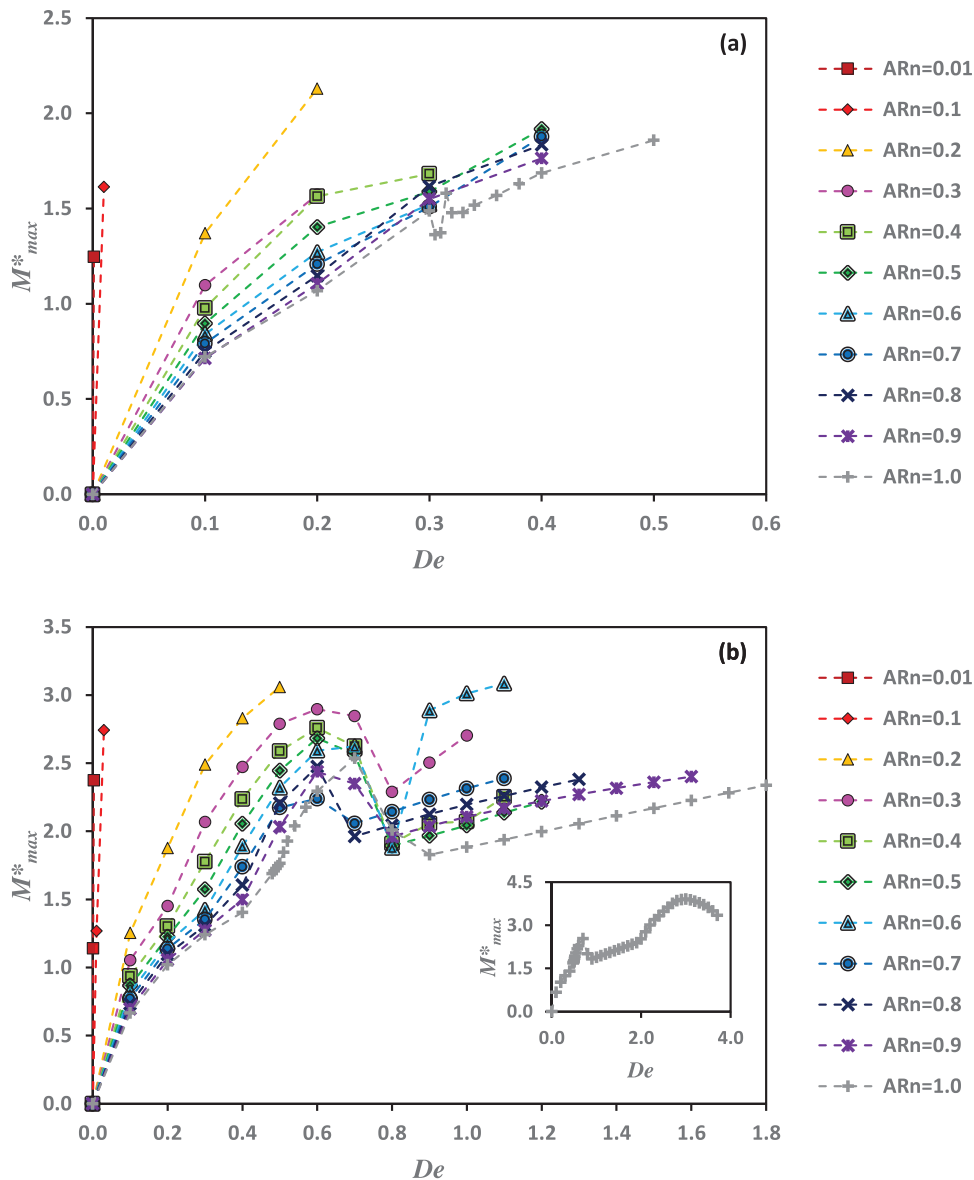 (a)
2.5
2.0
1.5
1.0
0.5
0.0
M*max
0.0 0.1 0.2 0.3 0.4 0.5 0.6
De
ARn=0.01
ARn=0.1
ARn=0.2
ARn=0.3
ARn=0.4
ARn=0.5
ARn=0.6
ARn=0.7
ARn=0.8
ARn=0.9
ARn=1.0
(b)
3.5
3.0
2.5
2.0
1.5
1.0
0.5
0.0
M*max
0.0 0.2 0.4 0.6 0.8 1.0 1.2 1.4 1.6 1.8
De
4.5
3.0
1.5
0.0
M*max
0.0 2.0 4.0
De
ARn=0.01
ARn=0.1
ARn=0.2
ARn=0.3
ARn=0.4
ARn=0.5
ARn=0.6
ARn=0.7
ARn=0.8
ARn=0.9
ARn=1.0